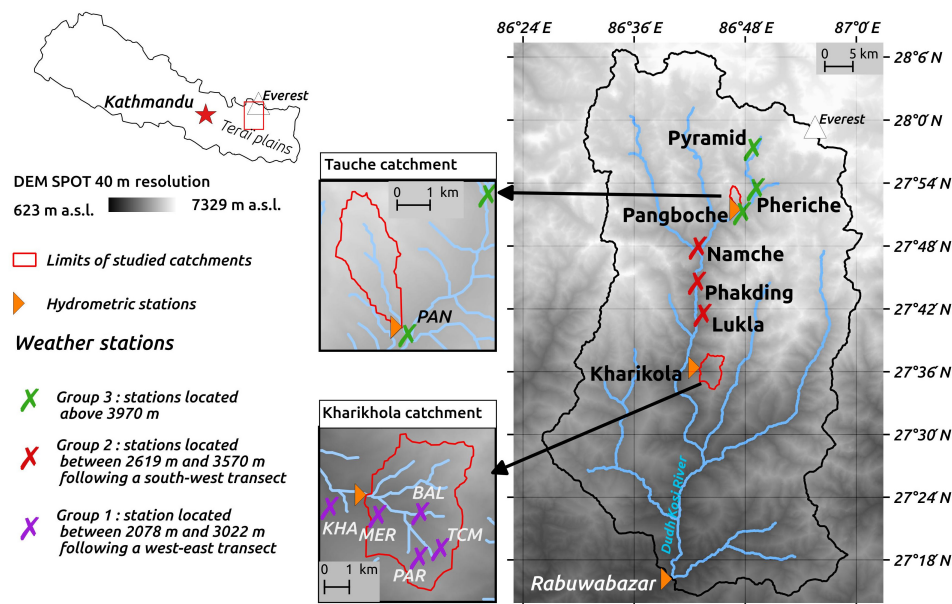 86°24′E
86°36′E
86°48′E
87°0′E
0 5 km
28°6′N
28°0′N
27°54′N
27°48′N
27°42′N
27°36′N
27°30′N
27°24′N
27°18′N
Everest
Kathmandu
Terai plains
DEM SPOT 40 m resolution
623 m a.s.l.
7329 m a.s.l.
Limits of studied catchments
Hydrometric stations
Weather stations
Group 3 : stations located
above 3970 m
Group 2 : stations located
between 2619 m and 3570 m
following a south-west transect
Group 1 : station located
between 2078 m and 3022 m
following a west-east transect
Tauche catchment
0 1 km
PAN
Kharikhola catchment
BAL
KHA
MER
TCM
PAR
0 1 km
Everest
Pyramid
Pheriche
Pangboche
Namche
Phakding
Lukla
Kharikola
Dudh Kosi River
Rabuwabazar